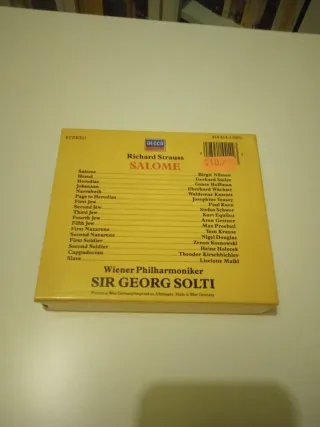 DECCA
Richard Strauss
SALOME
Salome Birgit Nilsson
Herod Gerhard Stolze
Herodias Grace Hoffman
Jokanaan Eberhard Wächter
Narraboth Waldemar Kmentt
Page to Herodias Josephine Veasey
First Jew Paul Kuen
Second Jew Stefan Schwer
Third Jew Kurt Equiluz
Fourth Jew Aron Gestner
Fifth Jew Max Proebstl
First Nazarene Tom Krause
Second Nazarene Nigel Douglas
First Soldier Zenon Kosnowski
Second Soldier Heinz Holecek
Cappadocian Theodor Kirschbichler
Slave Liselotte Maikl
Wiener Philharmoniker
SIR GEORG SOLTI